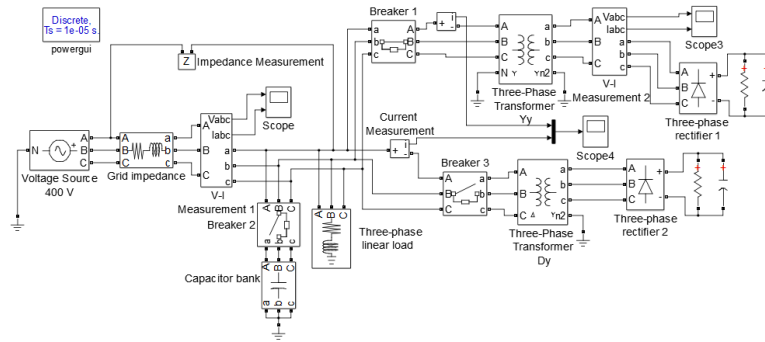 Discrete,
Ts = 1e-05 s.
powergui
Z
Impedance Measurement
N
A
B
C
Voltage Source
400 V
A
B
C
a
b
c
Grid impedance
A
B
C
Vabc
Iabc
a
b
c
V-I
Measurement 1
Scope
Breaker 1
a
b
c
A
B
C
+
i
-
A
B
C
N
Y
a
b
c
Yn2
Three-Phase
Transformer
Yy
A
B
C
Vabc
Iabc
a
b
c
V-I
Measurement 2
Scope3
A
B
C
+
-
Three-phase
rectifier 1
+
+
Current
Measurement
+
i
-
Scope4
Breaker 3
A
B
C
a
b
c
A
B
C
Δ
a
b
c
Yn2
Three-Phase
Transformer
Dy
A
B
C
+
-
Three-phase
rectifier 2
+
+
Breaker 2
A
B
C
a
b
c
Capacitor bank
A
B
C
a
b
c
A
B
C
Three-phase
linear load